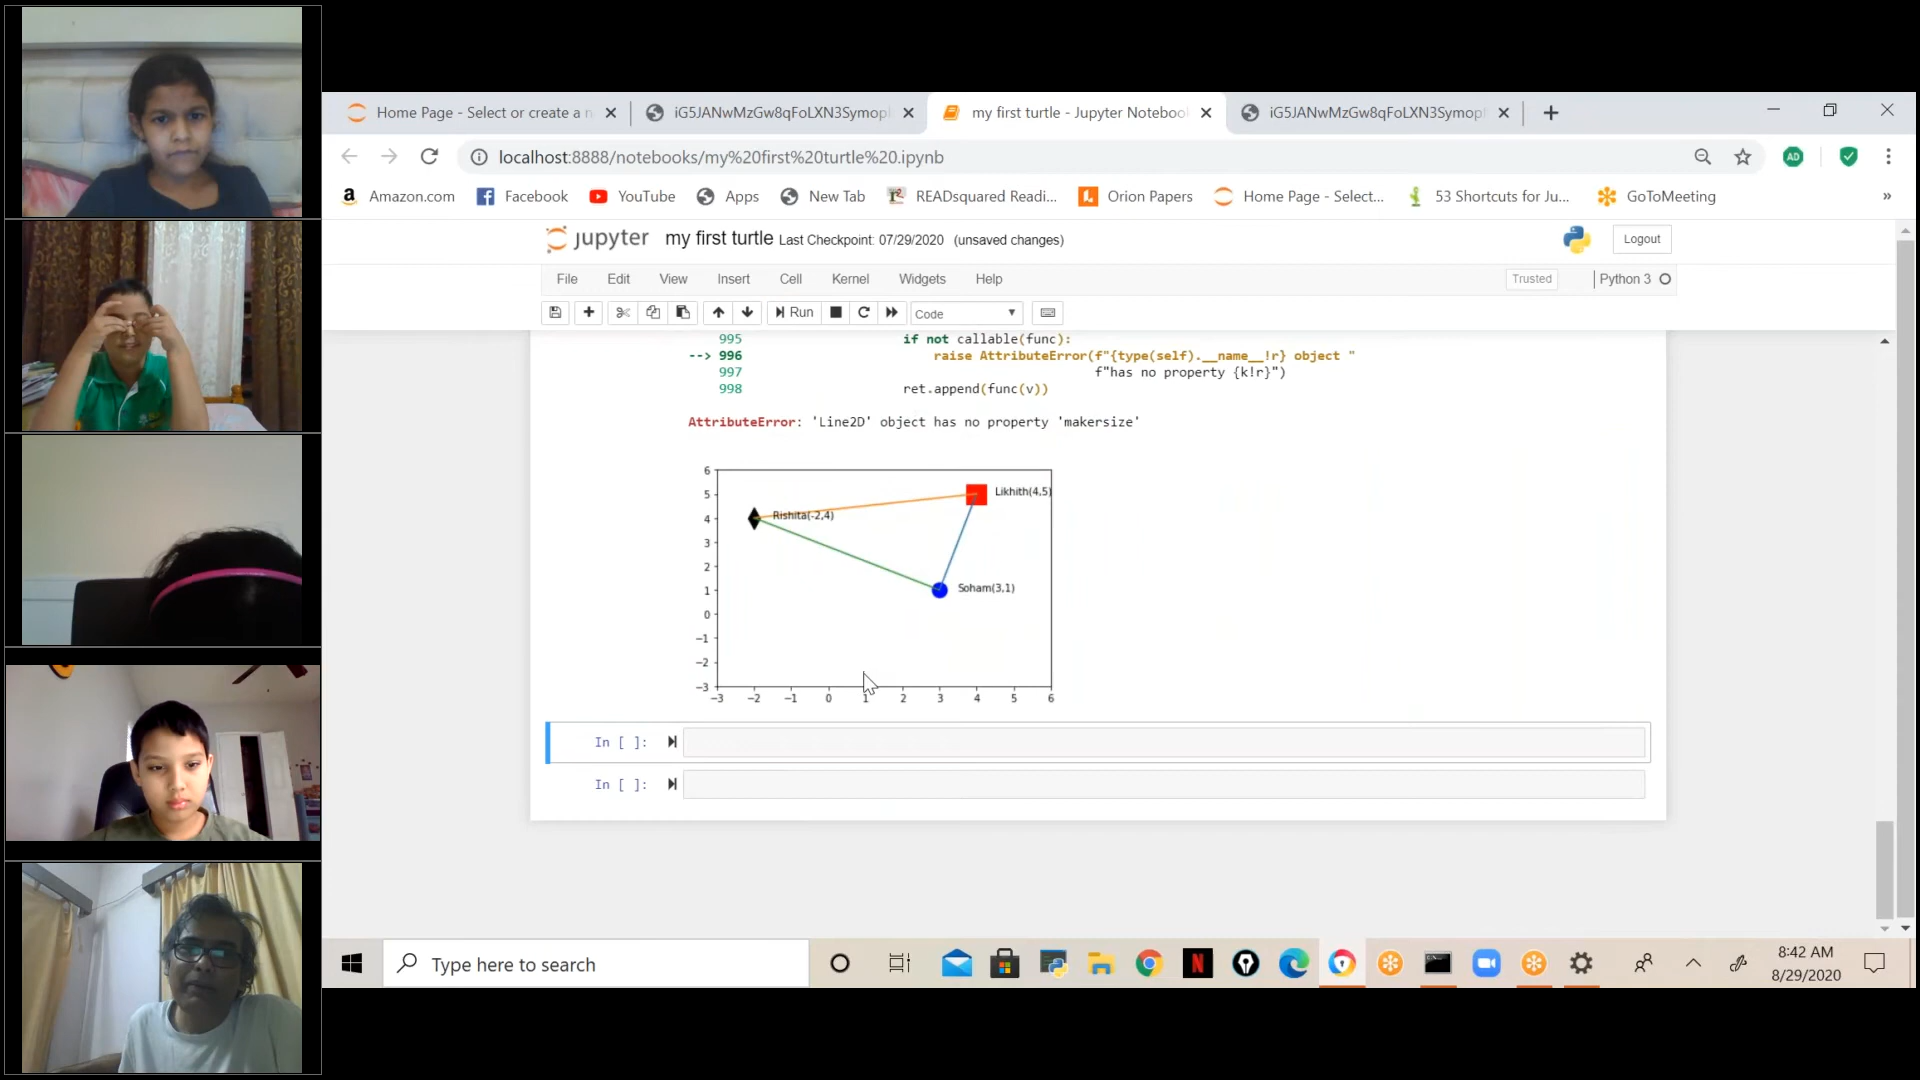 Home Page - Select or create a n
iG5JANwMzGw8qFoLXN3Symopl
my first turtle - Jupyter Noteboo
iG5JANwMzGw8qFoLXN3Symopl
localhost:8888/notebooks/my%20first%20turtle%20.ipynb
AD
Amazon.com
Facebook
YouTube
Apps
New Tab
READsquared Readi...
Orion Papers
Home Page - Select...
53 Shortcuts for Ju...
GoToMeeting
»
jupyter my first turtle Last Checkpoint: 07/29/2020 (unsaved changes)
Logout
File Edit View Insert Cell Kernel Widgets Help
Trusted
Python 3
Run
Code
995 if not callable(func):
--> 996 raise AttributeError(f"{type(self).__name__!r} object "
997 f"has no property {k!r}")
998 ret.append(func(v))
AttributeError: 'Line2D' object has no property 'makersize'
6
5
4
3
2
1
0
−1
−2
−3
Likhith(4,5)
Rishita(-2,4)
Soham(3,1)
−3 −2 −1 0 1 2 3 4 5 6
In [ ]:
In [ ]:
Type here to search
N
8:42 AM
8/29/2020